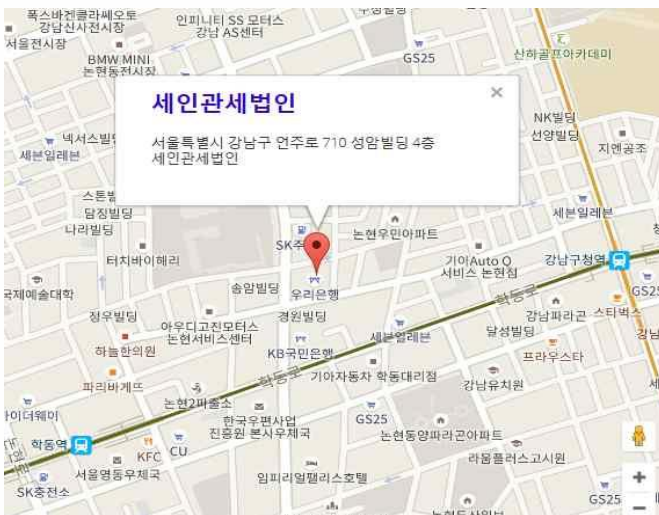 폭스바겐클라쎄오토
강남신사전시장
서울전시장
인피니티 SS 모터스
강남 AS센터
BMW MINI
논현동전시장
GS25
산하골프아카데미
세인관세법인
×
서울특별시 강남구 언주로 710 성암빌딩 4층
세인관세법인
NK빌딩
선양빌딩
지엔공조
넥서스빌
세븐일레븐
스톤빌
담징빌딩
나라빌딩
세븐일레븐
터치바이해리
SK주
논현우민아파트
기아Auto Q
서비스 논현점
강남구청역
국제예술대학
송암빌딩
우리은행
학동로
GS25
정우빌딩
아우디고진모터스
논현서비스센터
경원빌딩
강남파라곤
스타벅스
세븐일레븐
달성빌딩
강남
하늘한의원
KB국민은행
프라우스타
파리바게뜨
학동로
기아자동차 학동대리점
강남유치원
세
아이더웨이
논현2파출소
한국우편사업
진흥원 본사우체국
GS25
논현동양파라곤아파트
학동역
KFC
CU
라움플러스고시원
논현
서울영동우체국
임피리얼팰리스호텔
SK충전소
GS25
+
−